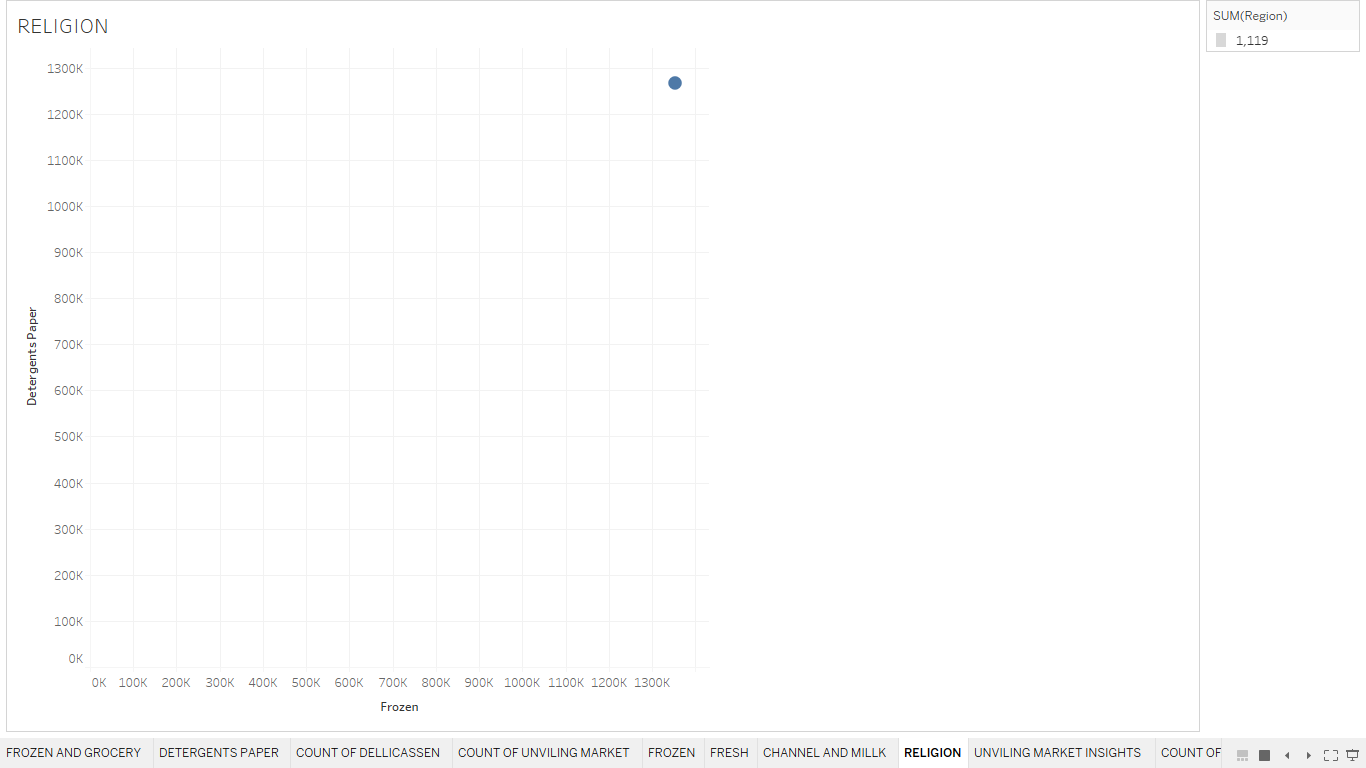 RELIGION
SUM(Region)
1,119
1300K
1200K
1100K
1000K
900K
800K
700K
600K
500K
400K
300K
200K
100K
0K
Detergents Paper
0K 100K 200K 300K 400K 500K 600K 700K 800K 900K 1000K 1100K 1200K 1300K
Frozen
FROZEN AND GROCERY DETERGENTS PAPER COUNT OF DELLICASSEN COUNT OF UNVILING MARKET FROZEN FRESH CHANNEL AND MILLK RELIGION UNVILING MARKET INSIGHTS COUNT OF